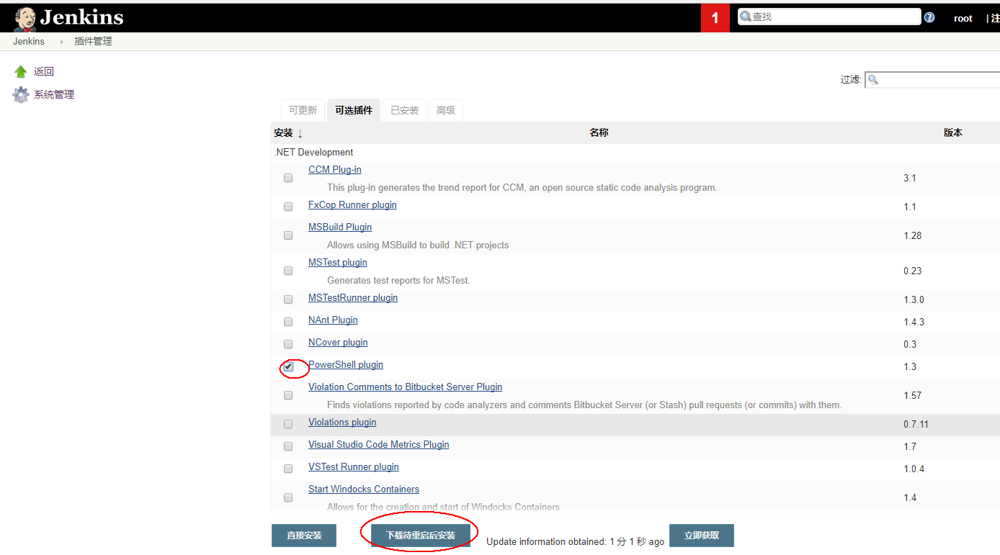 Jenkins
1
查找
?
root
| 注
Jenkins
插件管理
返回
系统管理
过滤:
可更新 可选插件 已安装 高级
安装 ↓ 名称 版本
.NET Development
CCM Plug-in
This plug-in generates the trend report for CCM, an open source static code analysis program.
3.1
FxCop Runner plugin
1.1
MSBuild Plugin
Allows using MSBuild to build .NET projects
1.28
MSTest plugin
Generates test reports for MSTest.
0.23
MSTestRunner plugin
1.3.0
NAnt Plugin
1.4.3
NCover plugin
0.3
PowerShell plugin
1.3
Violation Comments to Bitbucket Server Plugin
Finds violations reported by code analyzers and comments Bitbucket Server (or Stash) pull requests (or commits) with them.
1.57
Violations plugin
0.7.11
Visual Studio Code Metrics Plugin
1.7
VSTest Runner plugin
1.0.4
Start Windocks Containers
Allows for the creation and start of Windocks Containers
1.4
直接安装
下载待重启后安装
Update information obtained: 1 分 1 秒 ago
立即获取